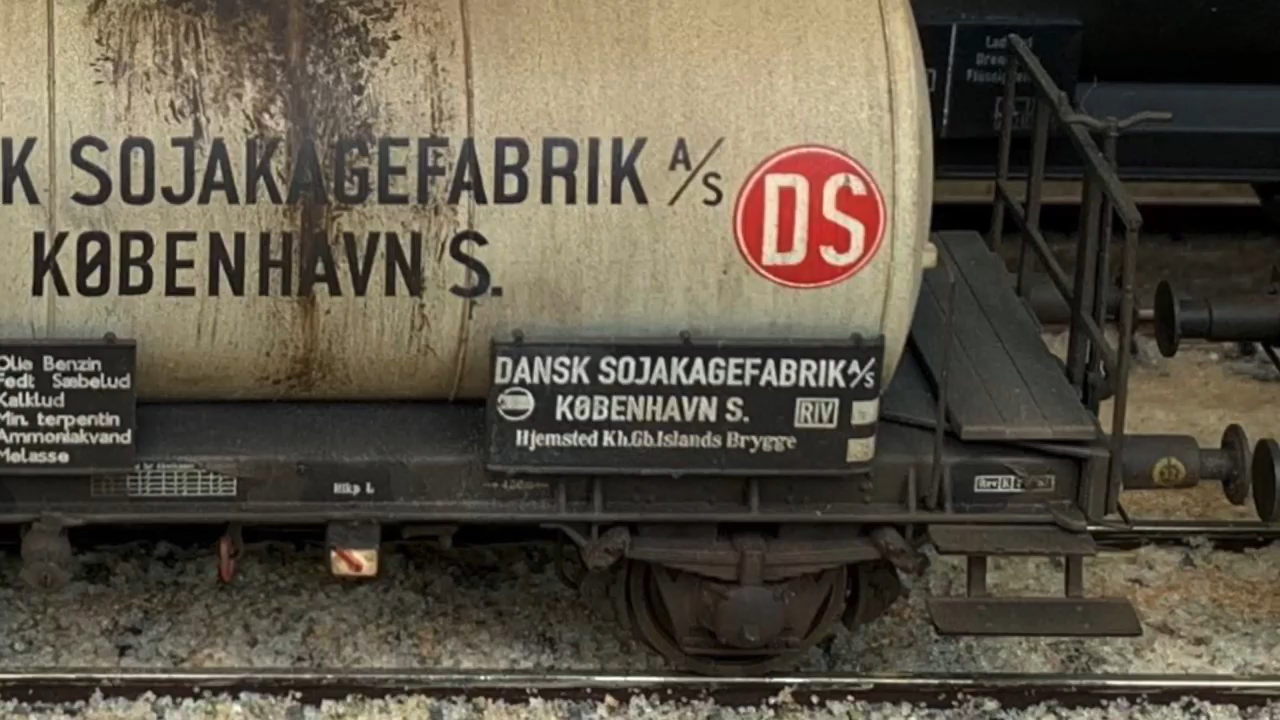 K SOJAKAGEFABRIK A/S
KØBENHAVN S.
DS
Olie Benzin
Fedt Sæbelud
Kalklud
Min. terpentin
Ammoniakvand
Melasse
DANSK SOJAKAGEFABRIK A/S
KØBENHAVN S.
RIV
Hjemsted Kh.Gb.Islands Brygge
Hikp L